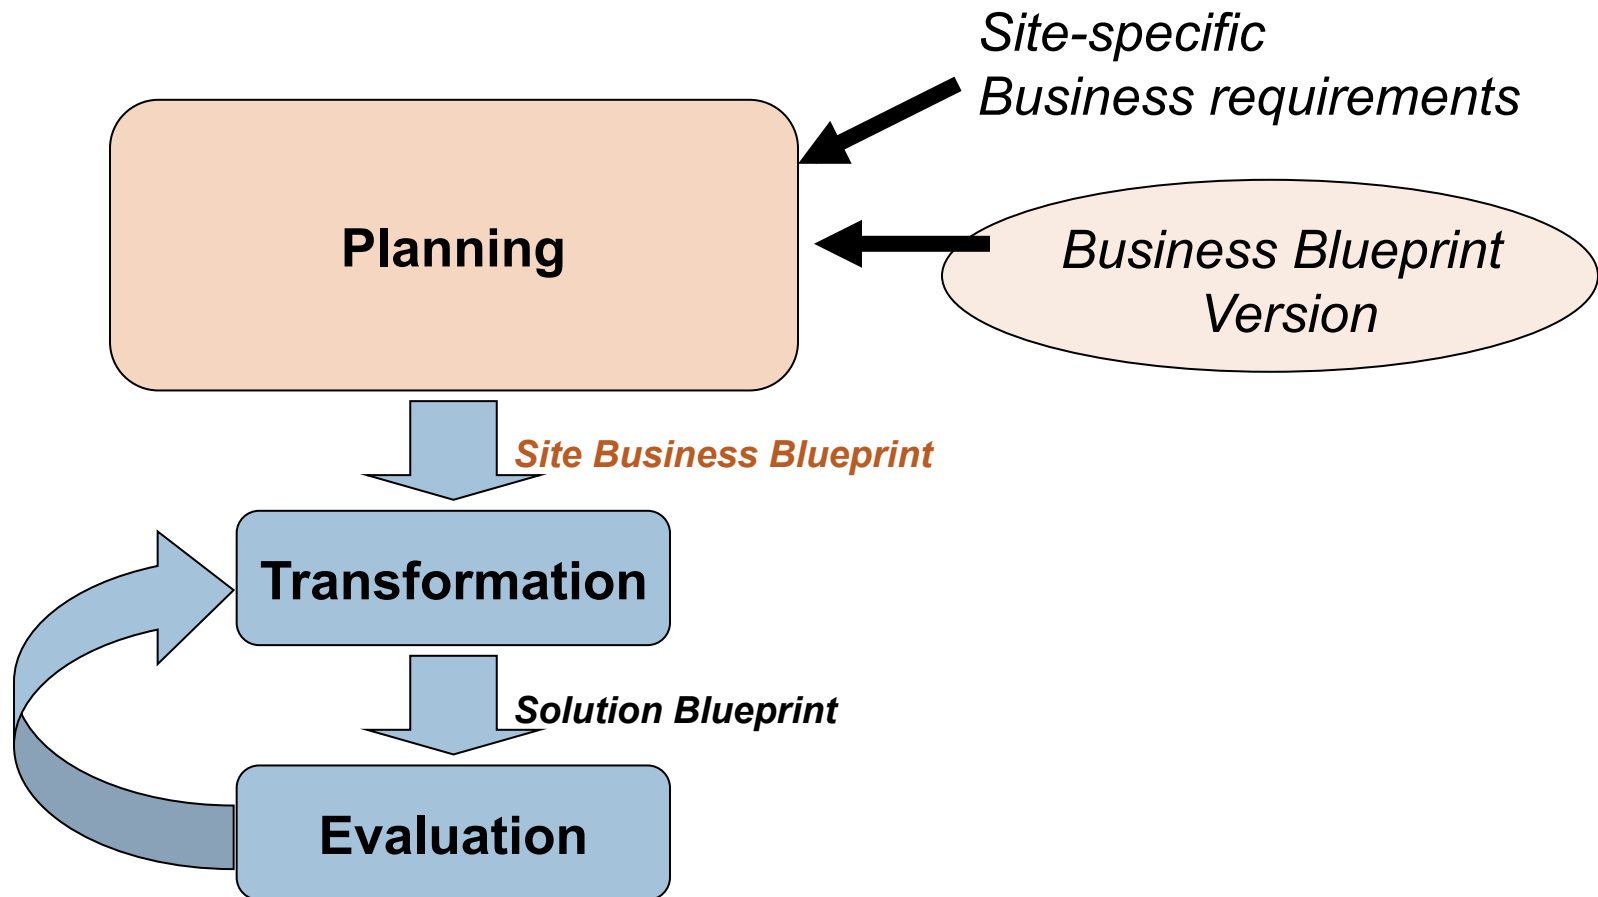 Site-specific
Business requirements
Planning
Business Blueprint
Version
Site Business Blueprint
Transformation
Solution Blueprint
Evaluation